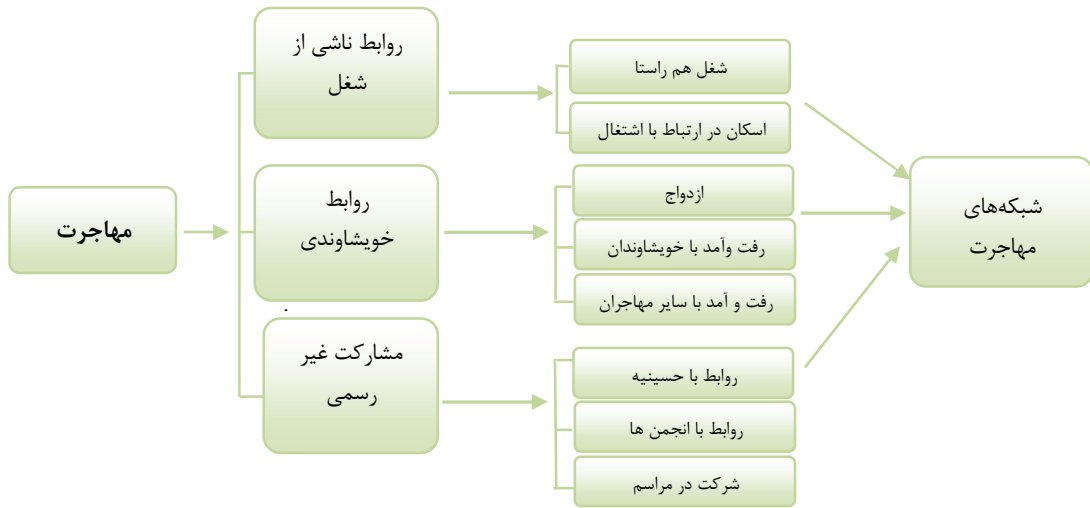 مهاجرت
روابط ناشی از
شغل
روابط
خویشاوندی
مشارکت غیر
رسمی
شغل هم راستا
اسکان در ارتباط با اشتغال
ازدواج
رفت وآمد با خویشاوندان
رفت و آمد با سایر مهاجران
روابط با حسینیه
روابط با انجمن ها
شرکت در مراسم
شبکه‌های
مهاجرت